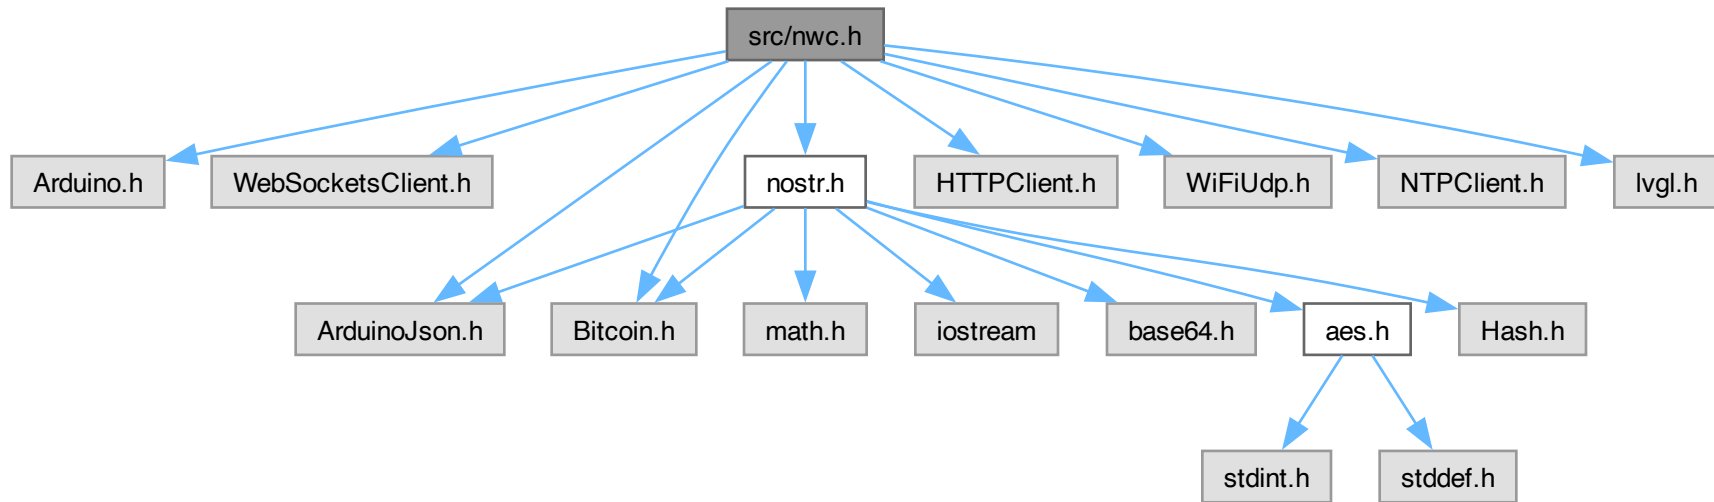 src/nwc.h
Arduino.h
WebSocketsClient.h
nostr.h
HTTPClient.h
WiFiUdp.h
NTPClient.h
lvgl.h
ArduinoJson.h
Bitcoin.h
math.h
iostream
base64.h
aes.h
Hash.h
stdint.h
stddef.h